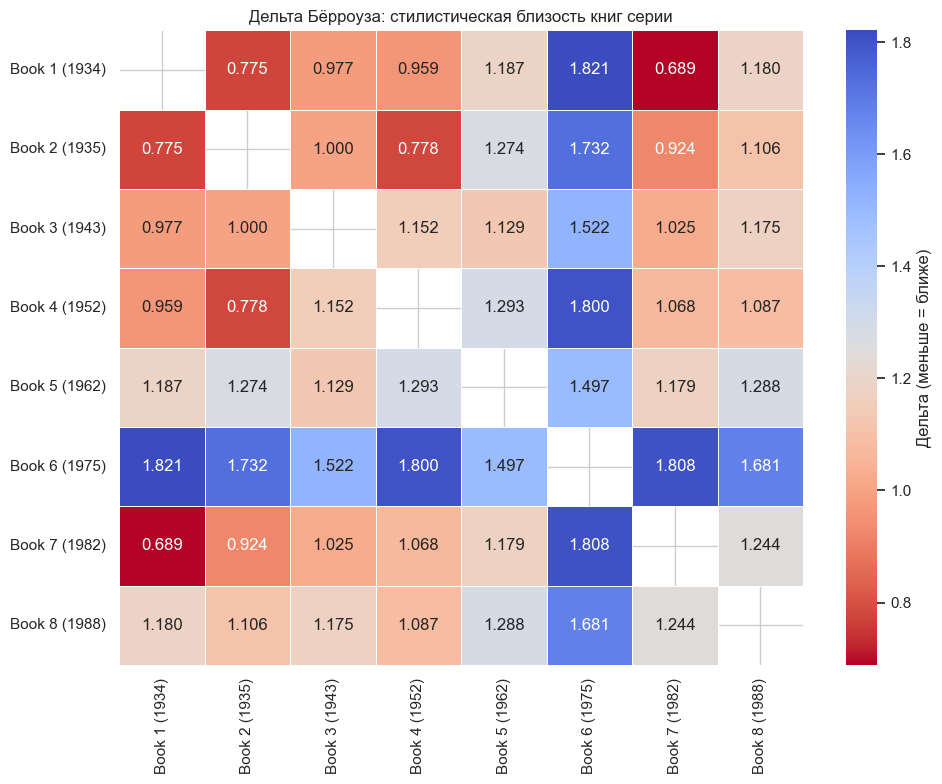 Дельта Бёрроуза: стилистическая близость книг серии
Book 1 (1934) 0.775 0.977 0.959 1.187 1.821 0.689 1.180
Book 2 (1935) 0.775 1.000 0.778 1.274 1.732 0.924 1.106
Book 3 (1943) 0.977 1.000 1.152 1.129 1.522 1.025 1.175
Book 4 (1952) 0.959 0.778 1.152 1.293 1.800 1.068 1.087
Book 5 (1962) 1.187 1.274 1.129 1.293 1.497 1.179 1.288
Book 6 (1975) 1.821 1.732 1.522 1.800 1.497 1.808 1.681
Book 7 (1982) 0.689 0.924 1.025 1.068 1.179 1.808 1.244
Book 8 (1988) 1.180 1.106 1.175 1.087 1.288 1.681 1.244
Book 1 (1934)
Book 2 (1935)
Book 3 (1943)
Book 4 (1952)
Book 5 (1962)
Book 6 (1975)
Book 7 (1982)
Book 8 (1988)
1.8
1.6
1.4
1.2
1.0
0.8
Дельта (меньше = ближе)